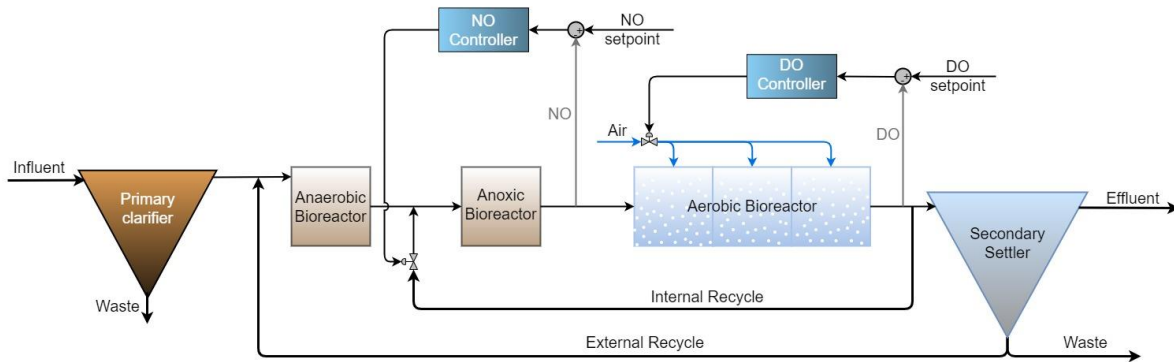 NO
Controller
NO
setpoint
DO
Controller
DO
setpoint
NO
Air
DO
Influent
Primary
clarifier
Anaerobic
Bioreactor
Anoxic
Bioreactor
Aerobic Bioreactor
Secondary
Settler
Effluent
Waste
Internal Recycle
External Recycle
Waste